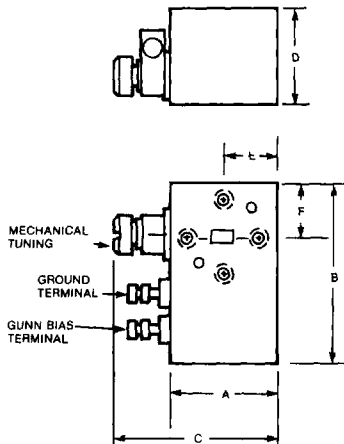 D
E
F
MECHANICAL
TUNING
GROUND
TERMINAL
GUNN BIAS
TERMINAL
B
A
C